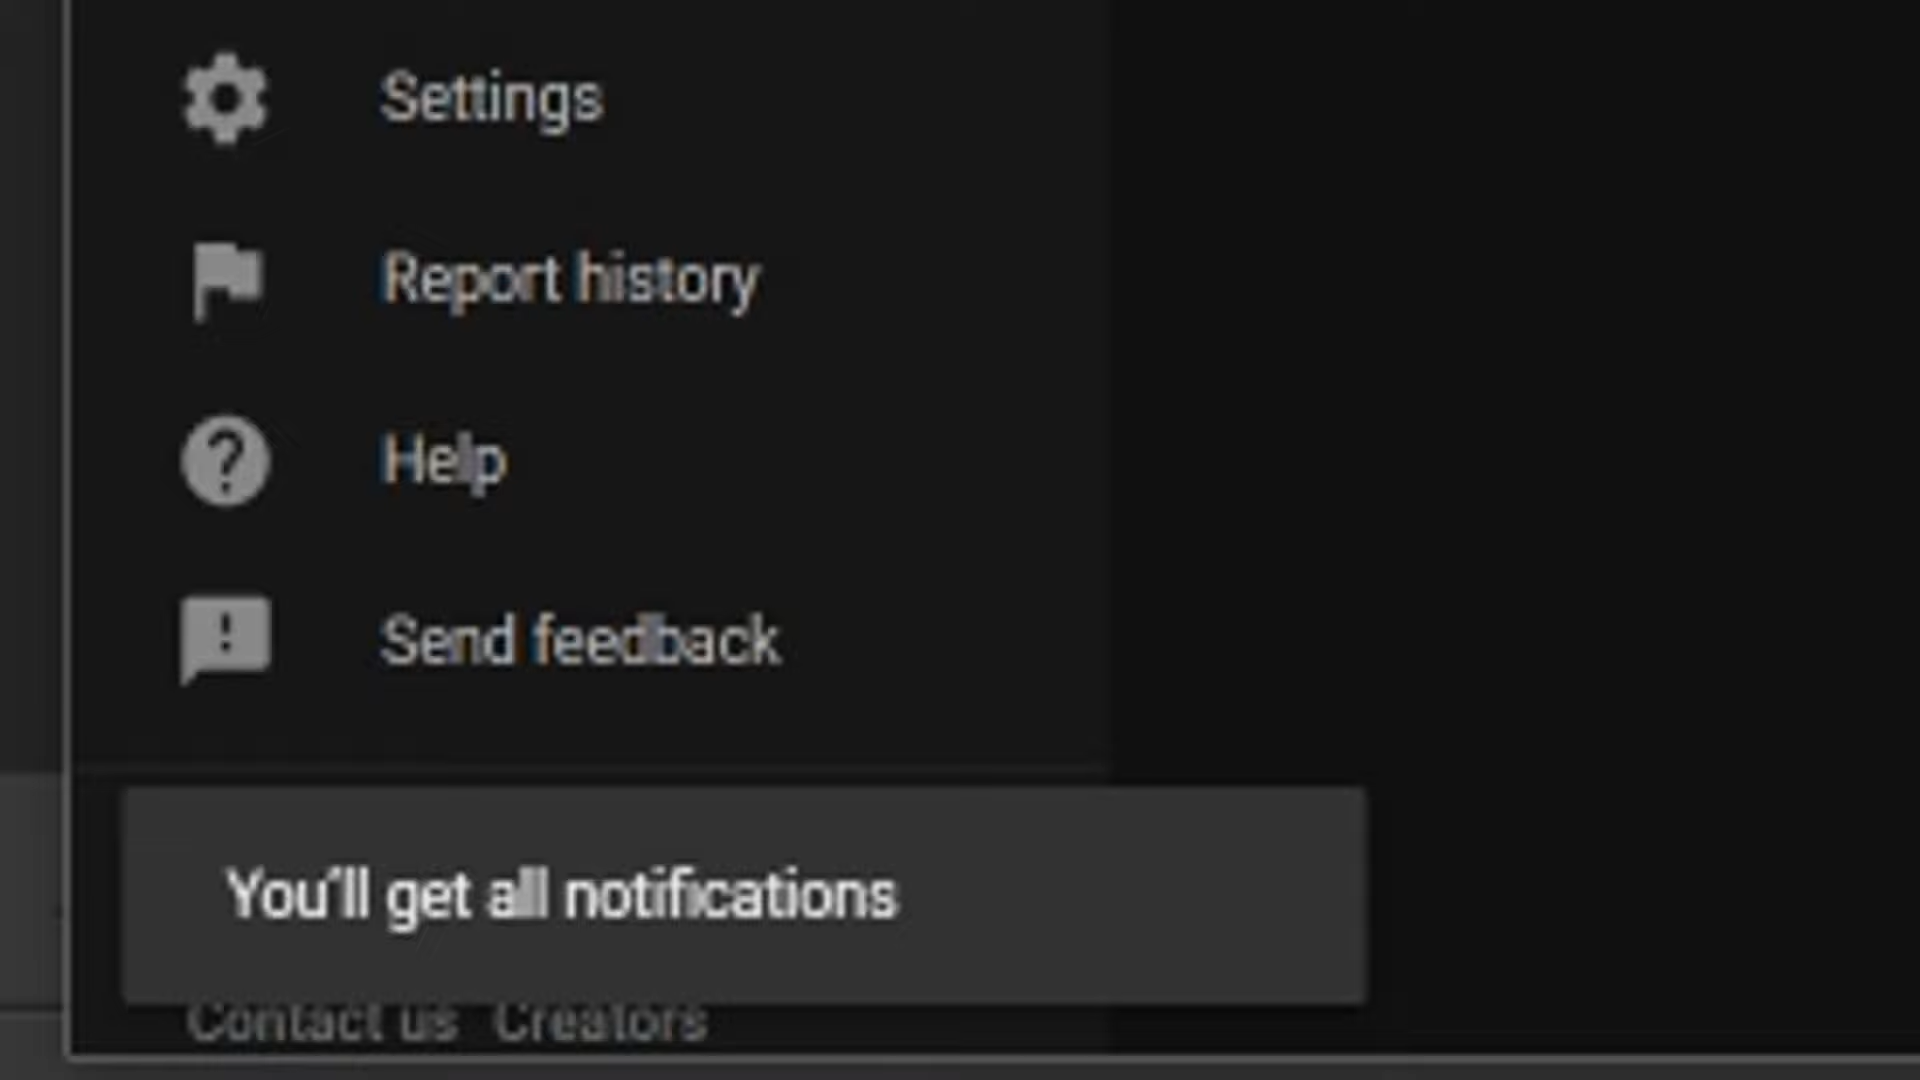 Settings
Report history
Help
Send feedback
You'll get all notifications
Contact us Creators